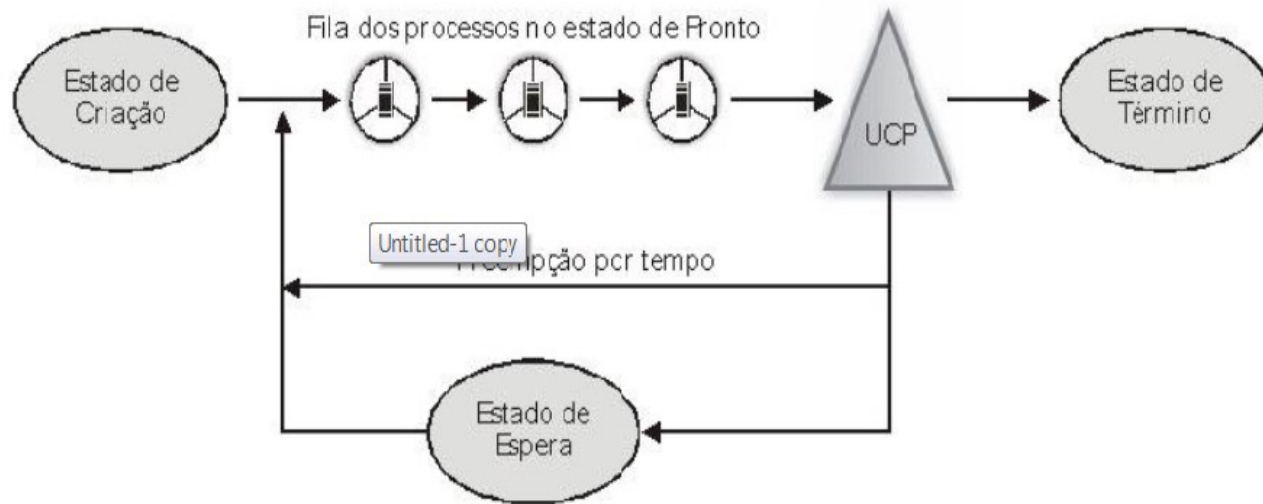 Fila dos processos no estado de Pronto
Estado de
Criação
UCP
Estado de
Término
Untitled-1 copy
por tempo
Estado de
Espera